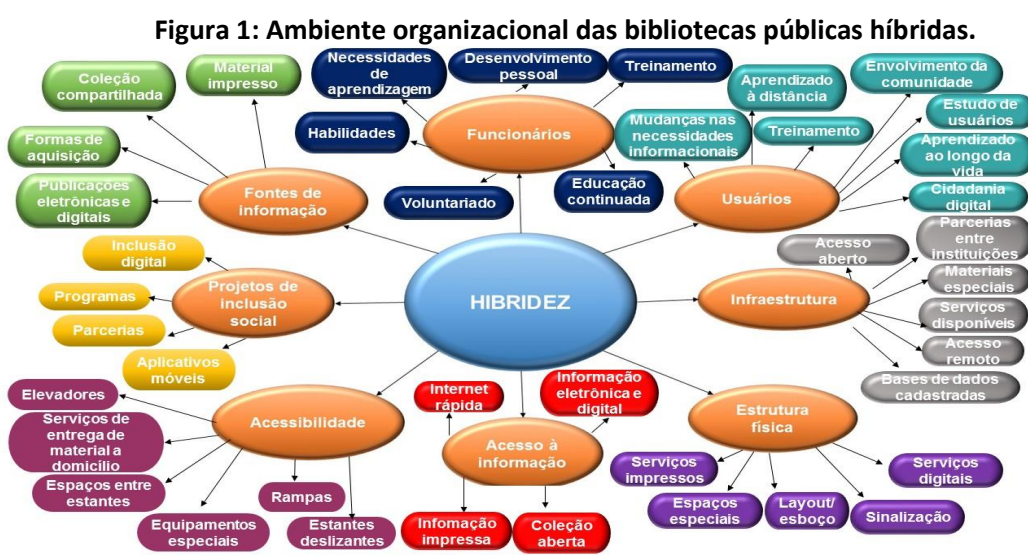 Figura 1: Ambiente organizacional das bibliotecas públicas híbridas.
Coleção
compartilhada
Material
impresso
Formas de
aquisição
Publicações
eletrônicas e
digitais
Fontes de
informação
Necessidades
de
aprendizagem
Desenvolvimento
pessoal
Treinamento
Habilidades
Funcionários
Voluntariado
Educação
continuada
Mudanças nas
necessidades
informacionais
Aprendizado
à distância
Treinamento
Envolvimento da
comunidade
Estudo de
usuários
Aprendizado
ao longo da
vida
Cidadania
digital
Usuários
Inclusão
digital
Programas
Parcerias
Aplicativos
móveis
Projetos de
inclusão
social
HIBRIDEZ
Infraestrutura
Acesso
aberto
Parcerias
entre
instituições
Materiais
especiais
Serviços
disponíveis
Acesso
remoto
Bases de dados
cadastradas
Elevadores
Serviços de
entrega de
material a
domicílio
Espaços entre
estantes
Equipamentos
especiais
Rampas
Estantes
deslizantes
Acessibilidade
Internet
rápida
Informação
eletrônica e
digital
Acesso à
informação
Infomação
impressa
Coleção
aberta
Estrutura
física
Serviços
impressos
Espaços
especiais
Layout/
esboço
Sinalização
Serviços
digitais